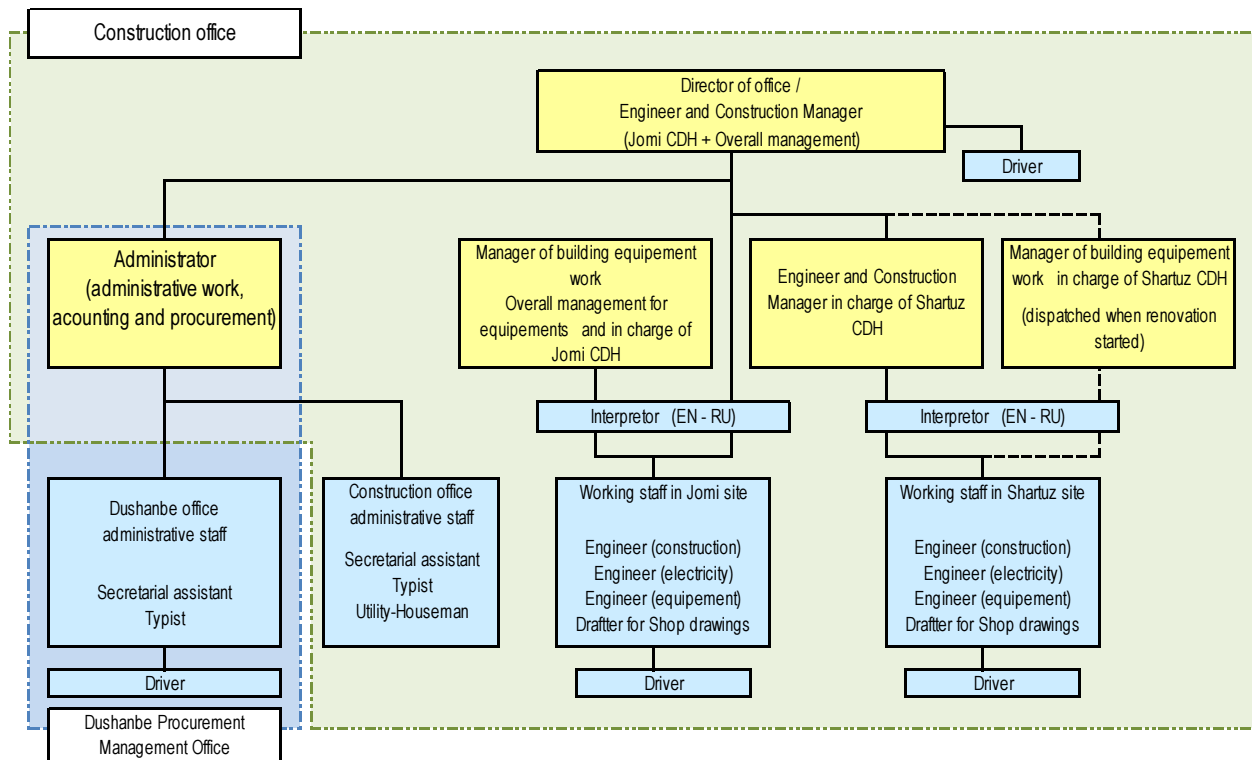 Construction office
Director of office /
Engineer and Construction Manager
(Jomi CDH + Overall management)
Driver
Administrator
(administrative work,
acounting and procurement)
Manager of building equipement
work
Overall management for
equipements and in charge of
Jomi CDH
Engineer and Construction
Manager in charge of Shartuz
CDH
Manager of building equipement
work in charge of Shartuz CDH
(dispatched when renovation
started)
Interpretor (EN - RU)
Interpretor (EN - RU)
Dushanbe office
administrative staff
Secretarial assistant
Typist
Construction office
administrative staff
Secretarial assistant
Typist
Utility-Houseman
Working staff in Jomi site
Engineer (construction)
Engineer (electricity)
Engineer (equipement)
Draftter for Shop drawings
Working staff in Shartuz site
Engineer (construction)
Engineer (electricity)
Engineer (equipement)
Draftter for Shop drawings
Driver
Driver
Driver
Dushanbe Procurement
Management Office